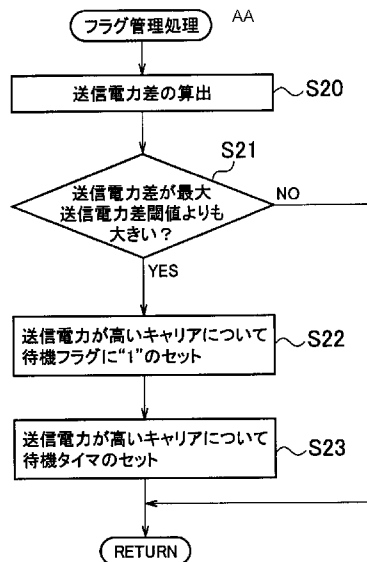 フラグ管理処理
AA
送信電力差の算出
S20
S21
送信電力差が最大
送信電力差閾値よりも
大きい？
NO
YES
送信電力が高いキャリアについて
待機フラグに“1”のセット
S22
送信電力が高いキャリアについて
待機タイマのセット
S23
RETURN